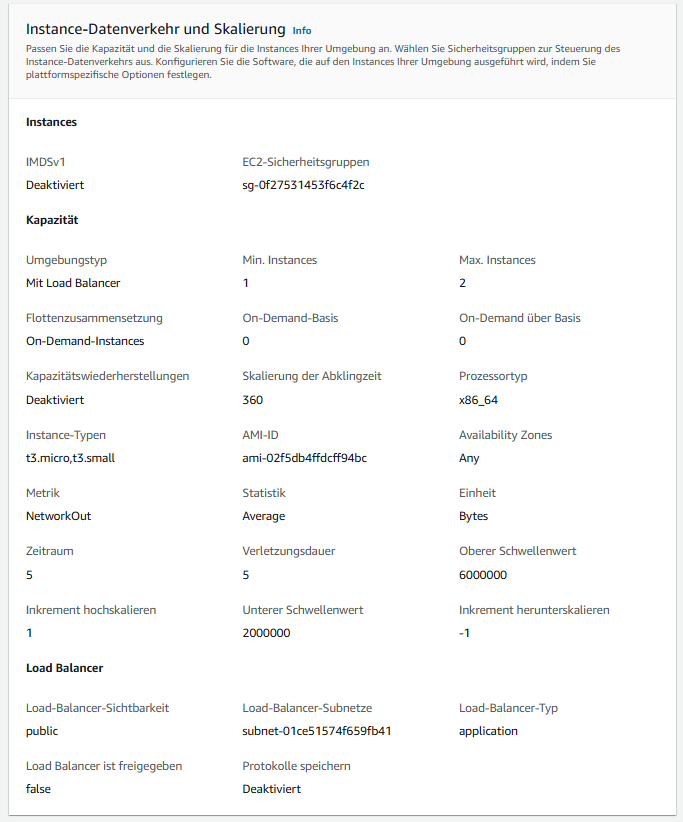 Instance-Datenverkehr und Skalierung Info
Passen Sie die Kapazität und die Skalierung für die Instances Ihrer Umgebung an. Wählen Sie Sicherheitsgruppen zur Steuerung des
Instance-Datenverkehrs aus. Konfigurieren Sie die Software, die auf den Instances Ihrer Umgebung ausgeführt wird, indem Sie
plattformspezifische Optionen festlegen.
Instances
IMDSv1 EC2-Sicherheitsgruppen
Deaktiviert sg-0f27531453f6c4f2c
Kapazität
Umgebungstyp Min. Instances Max. Instances
Mit Load Balancer 1 2
Flottenzusammensetzung On-Demand-Basis On-Demand über Basis
On-Demand-Instances 0 0
Kapazitätswiederherstellungen Skalierung der Abklingzeit Prozessortyp
Deaktiviert 360 x86_64
Instance-Typen AMI-ID Availability Zones
t3.micro,t3.small ami-02f5db4ffdcff94bc Any
Metrik Statistik Einheit
NetworkOut Average Bytes
Zeitraum Verletzungsdauer Oberer Schwellenwert
5 5 6000000
Inkrement hochskalieren Unterer Schwellenwert Inkrement herunterskalieren
1 2000000 -1
Load Balancer
Load-Balancer-Sichtbarkeit Load-Balancer-Subnetze Load-Balancer-Typ
public subnet-01ce51574f659fb41 application
Load Balancer ist freigegeben Protokolle speichern
false Deaktiviert